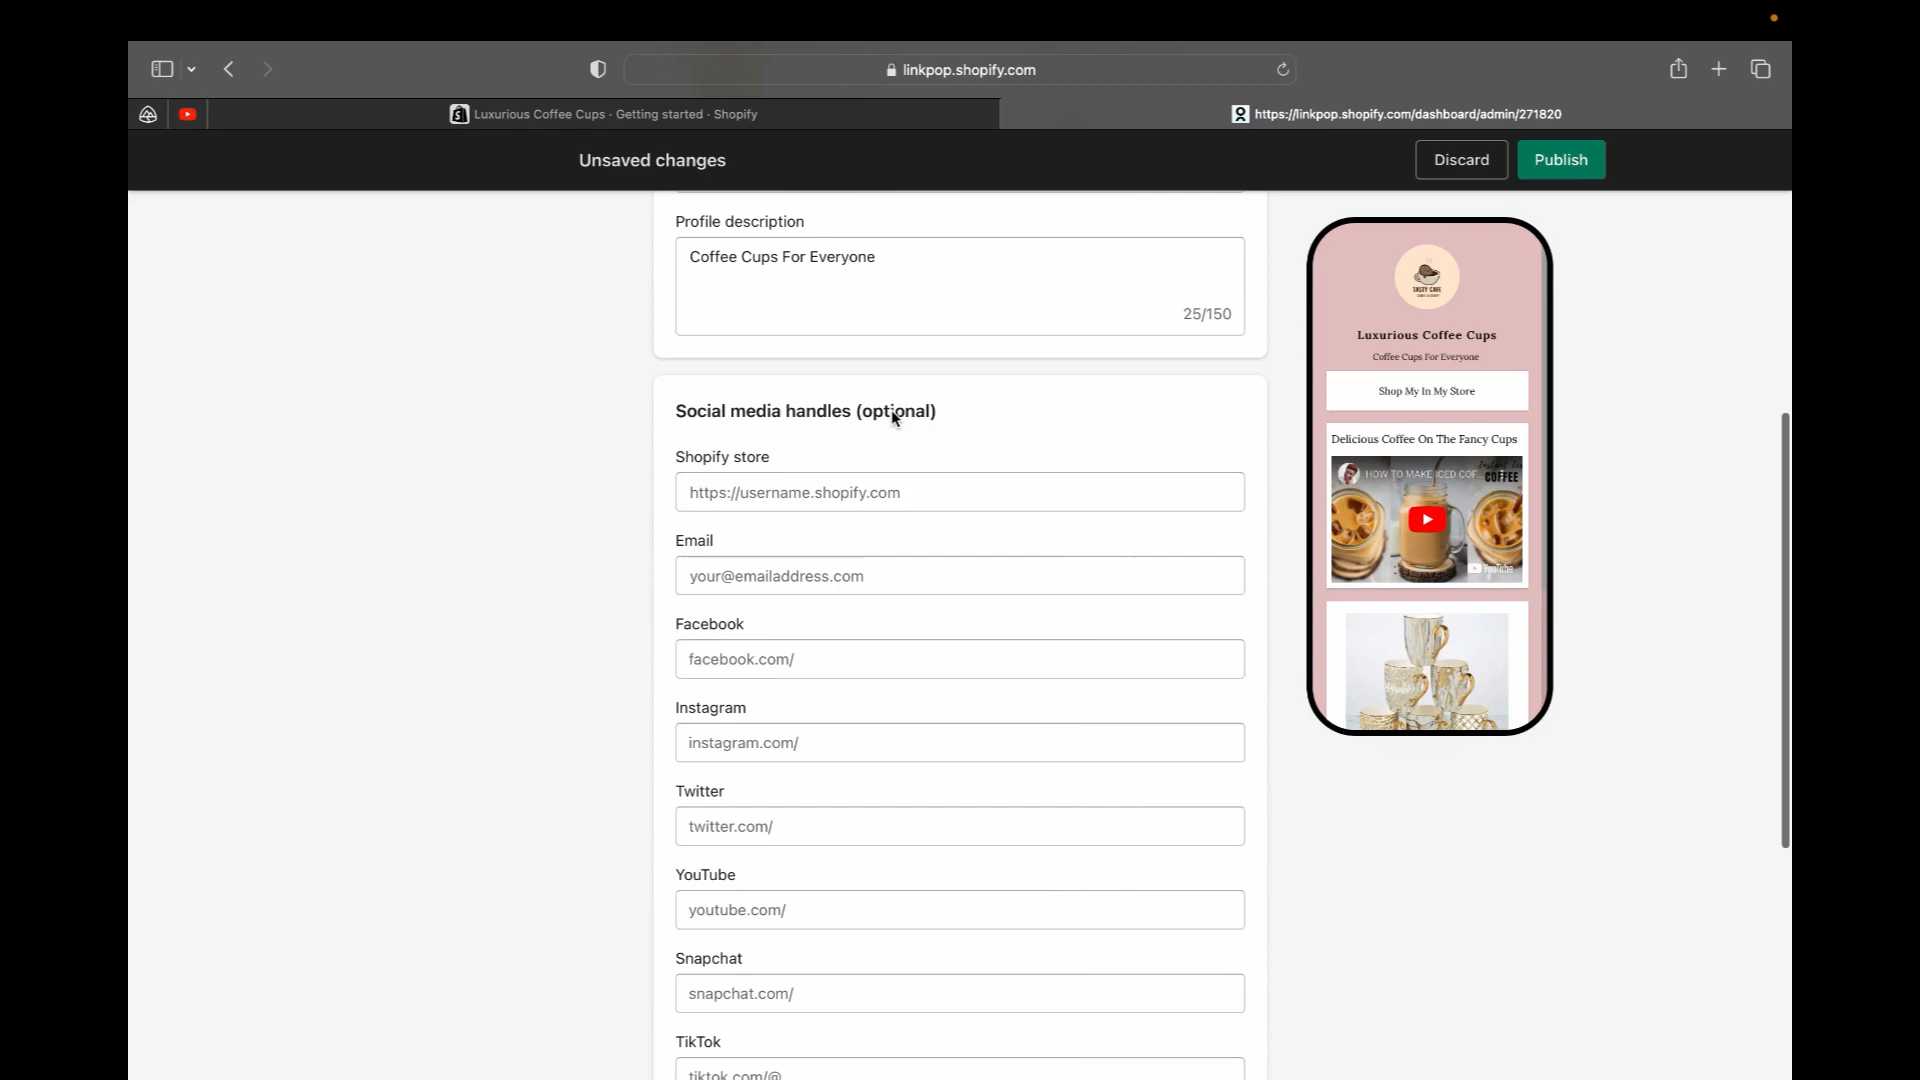 linkpop.shopify.com
Luxurious Coffee Cups · Getting started · Shopify
https://linkpop.shopify.com/dashboard/admin/271820
Unsaved changes
Discard
Publish
Profile description
Coffee Cups For Everyone
25/150
Social media handles (optional)
Shopify store
https://username.shopify.com
Email
your@emailaddress.com
Facebook
facebook.com/
Instagram
instagram.com/
Twitter
twitter.com/
YouTube
youtube.com/
Snapchat
snapchat.com/
TikTok
tiktok.com/@
TASTY CAFE
Luxurious Coffee Cups
Coffee Cups For Everyone
Shop My In My Store
Delicious Coffee On The Fancy Cups
HOW TO MAKE ICED COF
COFFEE
YouTube